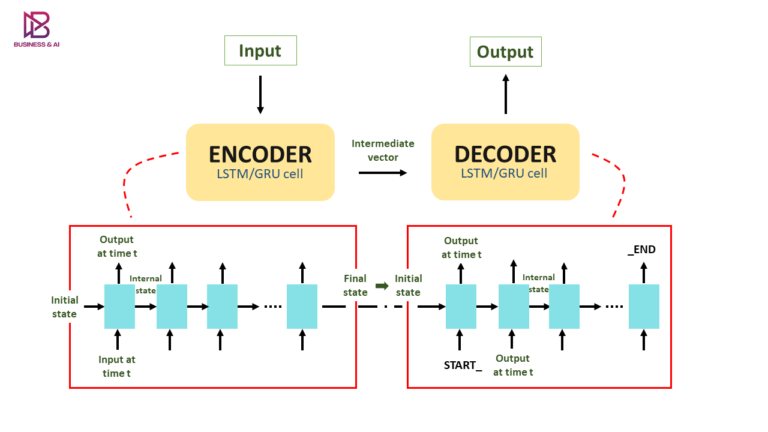 BUSINESS & AI
Input
Output
ENCODER
LSTM/GRU cell
Intermediate
vector
DECODER
LSTM/GRU cell
Output
at time t
Internal
state
Initial
state
Input at
time t
Final
state
Initial
state
Output
at time t
Internal
state
_END
START_
Output
at time t